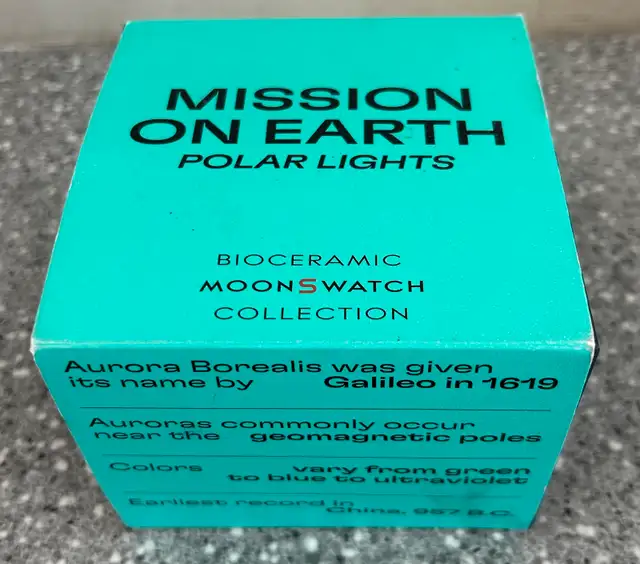 MISSION
ON EARTH
POLAR LIGHTS
BIOCERAMIC
MOONSWATCH
COLLECTION
Aurora Borealis was given
its name by Galileo in 1619
Auroras commonly occur
near the geomagnetic poles
Colors vary from green
to blue to ultraviolet
Earliest record in
China, 957 B.C.